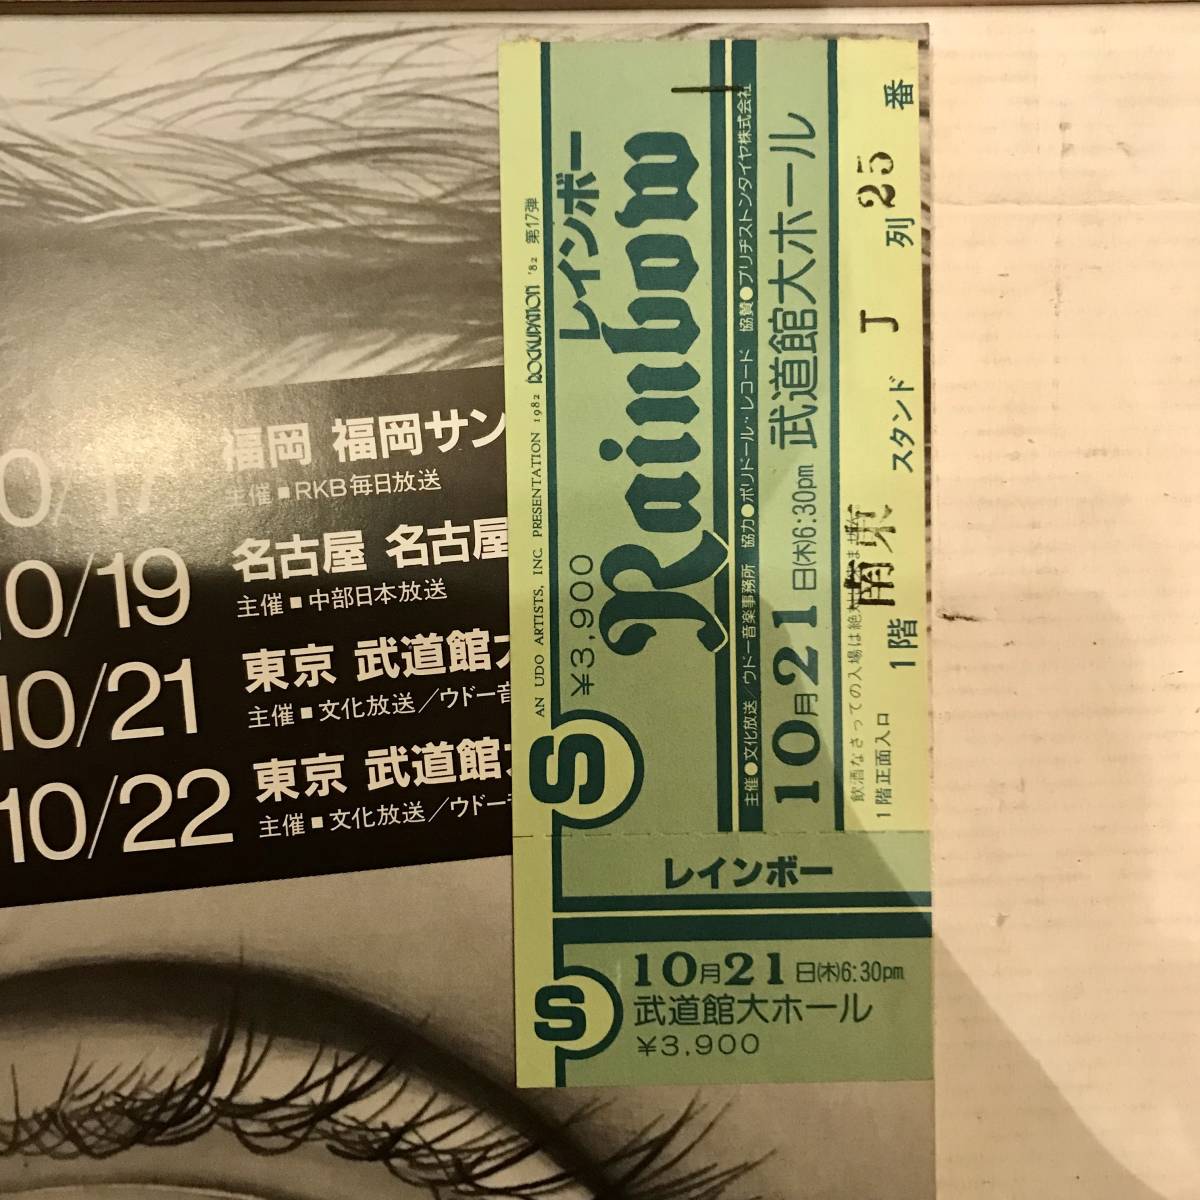 0/17 福岡 福岡サン
主催■RKB毎日放送
10/19 名古屋 名古屋
主催■中部日本放送
10/21 東京 武道館大
主催■文化放送／ウドー音
10/22 東京 武道館大
主催■文化放送／ウドー音
AN UDO ARTISTS, INC. PRESENTATION 1982 ROCKUPATION '82 第17弾
S ¥3,900
レインボー
Rainbow
主催●文化放送／ウドー音楽事務所 協力●ポリドール・レコード 協賛●ブリヂストンタイヤ株式会社
10月21日(木)6:30pm 武道館大ホール
飲酒なさっての入場は絶対
1階正面入口
1階 南東 スタンド J 列 25 番
レインボー
S 10月21日(木)6:30pm
武道館大ホール
¥3,900